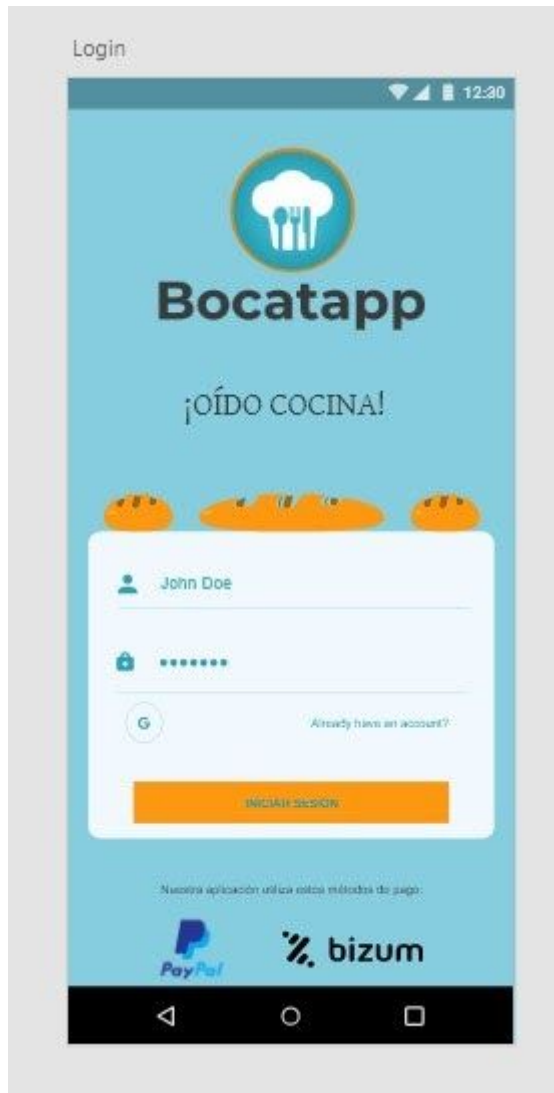 Login
12:30
Bocatapp
¡OÍDO COCINA!
John Doe
G
Already have an account?
INICIAR SESIÓN
Nuestra aplicación utiliza estos métodos de pago:
PayPal
bizum